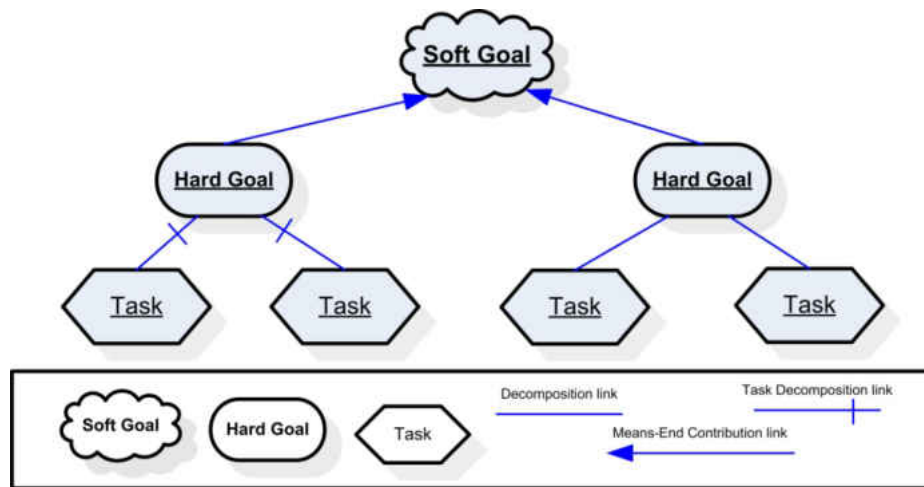 Soft Goal
Hard Goal
Hard Goal
Task
Task
Task
Task
Decomposition link
Task Decomposition link
Soft Goal
Hard Goal
Task
Means-End Contribution link